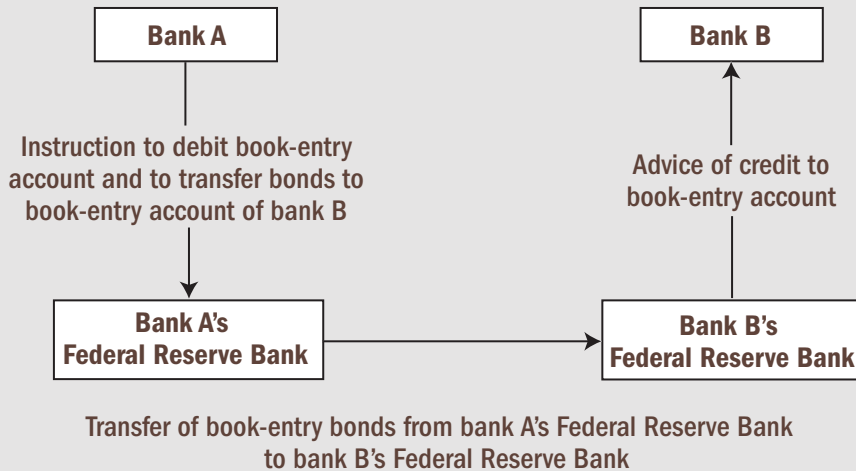 Bank A
Bank B
Instruction to debit book-entry
account and to transfer bonds to
book-entry account of bank B
Advice of credit to
book-entry account
Bank A’s
Federal Reserve Bank
Bank B’s
Federal Reserve Bank
Transfer of book-entry bonds from bank A’s Federal Reserve Bank
to bank B’s Federal Reserve Bank